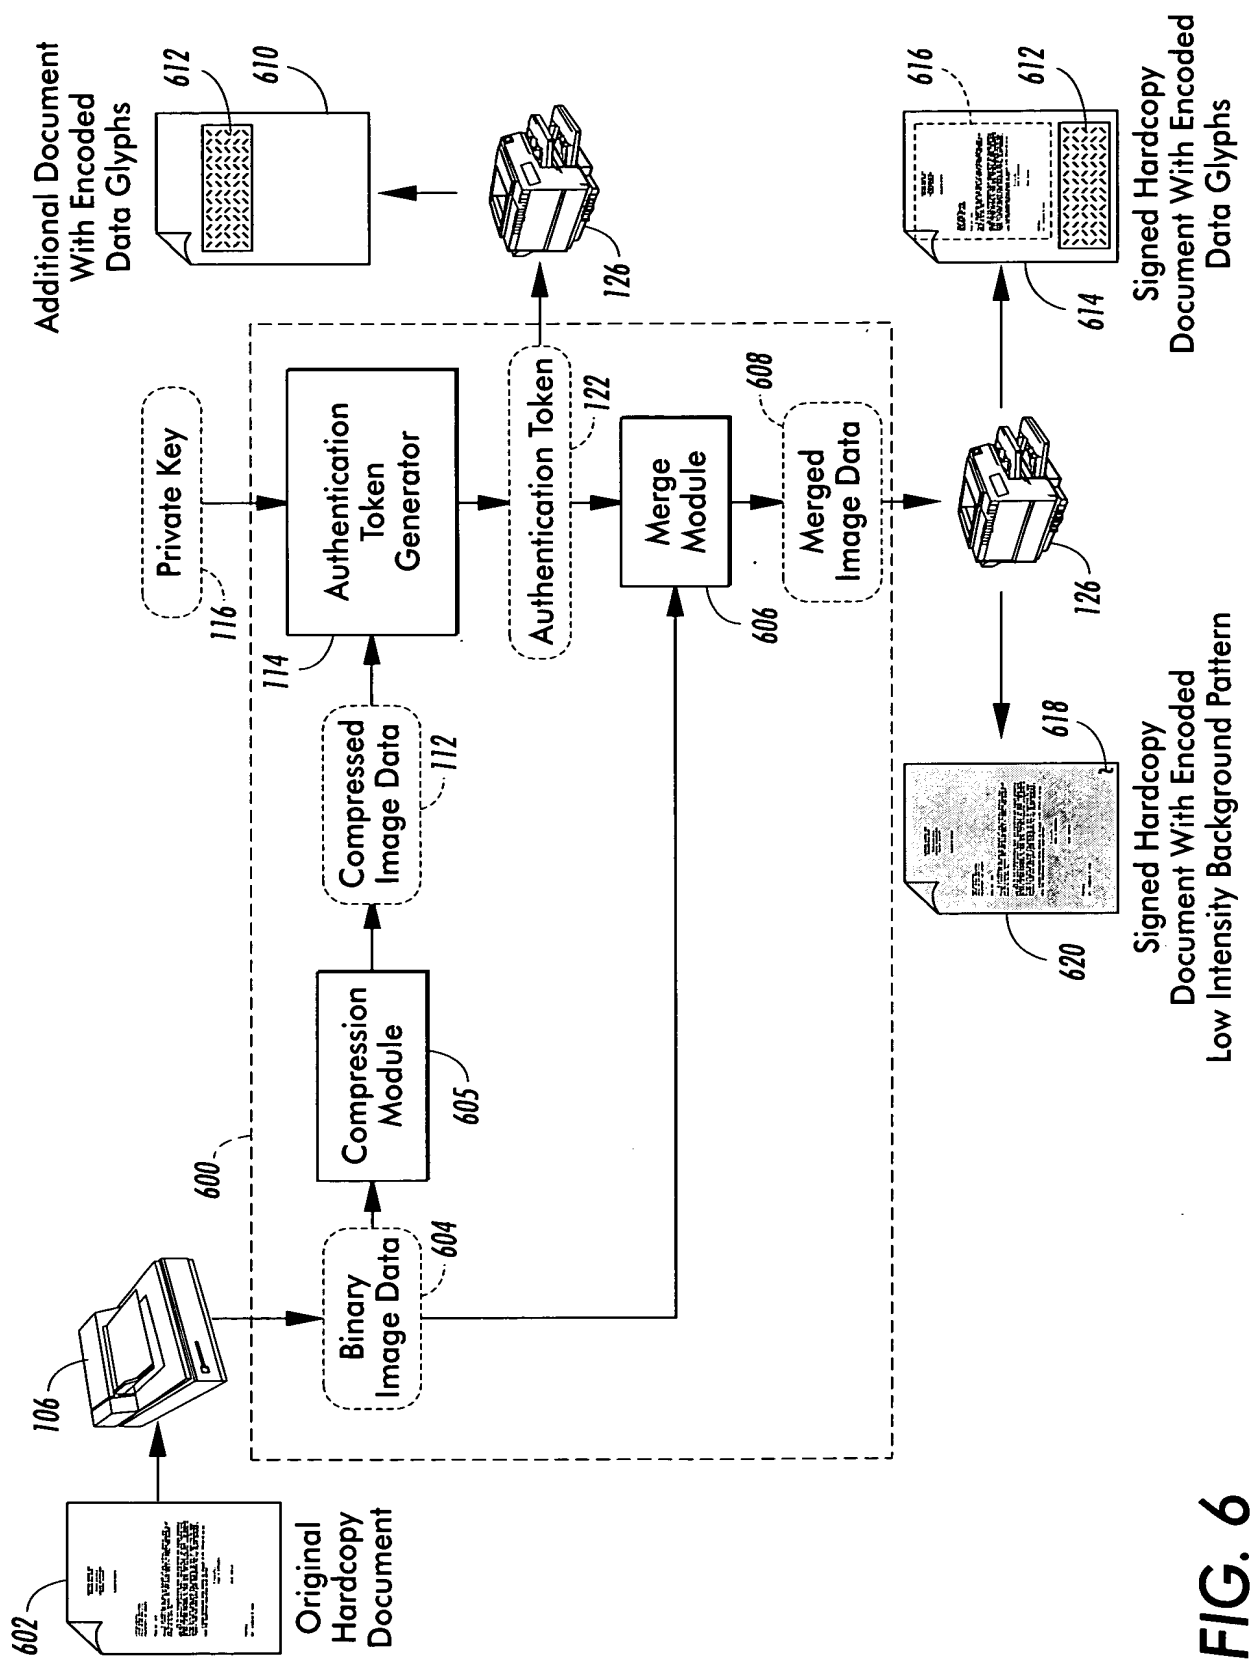 602
Original
Hardcopy
Document
106
600
Binary
Image Data
604
Compression
Module
605
Compressed
Image Data
112
Private Key
116
114
Authentication
Token
Generator
Authentication Token
122
Merge
Module
606
Merged
Image Data
608
126
Additional Document
With Encoded
Data Glyphs
612
610
126
620
618
Signed Hardcopy
Document With Encoded
Low Intensity Background Pattern
616
612
614
Signed Hardcopy
Document With Encoded
Data Glyphs
FIG. 6